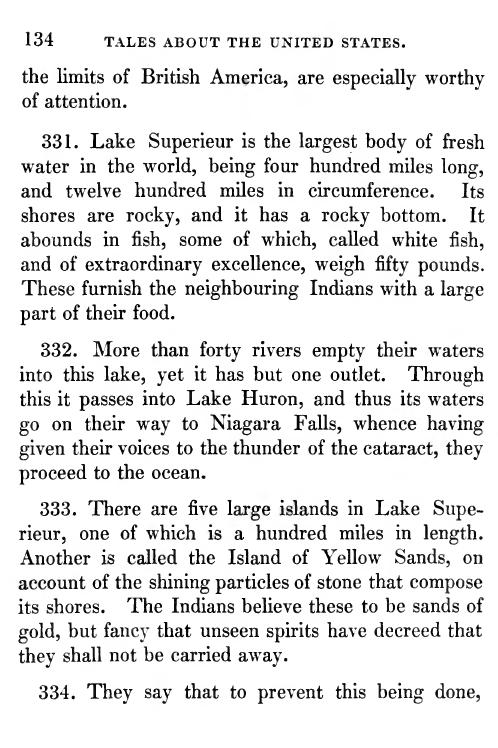 134 TALES ABOUT THE UNITED STATES.
the limits of British America, are especially worthy
of attention.
331. Lake Superieur is the largest body of fresh
water in the world, being four hundred miles long,
and twelve hundred miles in circumference. Its
shores are rocky, and it has a rocky bottom. It
abounds in fish, some of which, called white fish,
and of extraordinary excellence, weigh fifty pounds.
These furnish the neighbouring Indians with a large
part of their food.
332. More than forty rivers empty their waters
into this lake, yet it has but one outlet. Through
this it passes into Lake Huron, and thus its waters
go on their way to Niagara Falls, whence having
given their voices to the thunder of the cataract, they
proceed to the ocean.
333. There are five large islands in Lake Supe-
rieur, one of which is a hundred miles in length.
Another is called the Island of Yellow Sands, on
account of the shining particles of stone that compose
its shores. The Indians believe these to be sands of
gold, but fancy that unseen spirits have decreed that
they shall not be carried away.
334. They say that to prevent this being done,